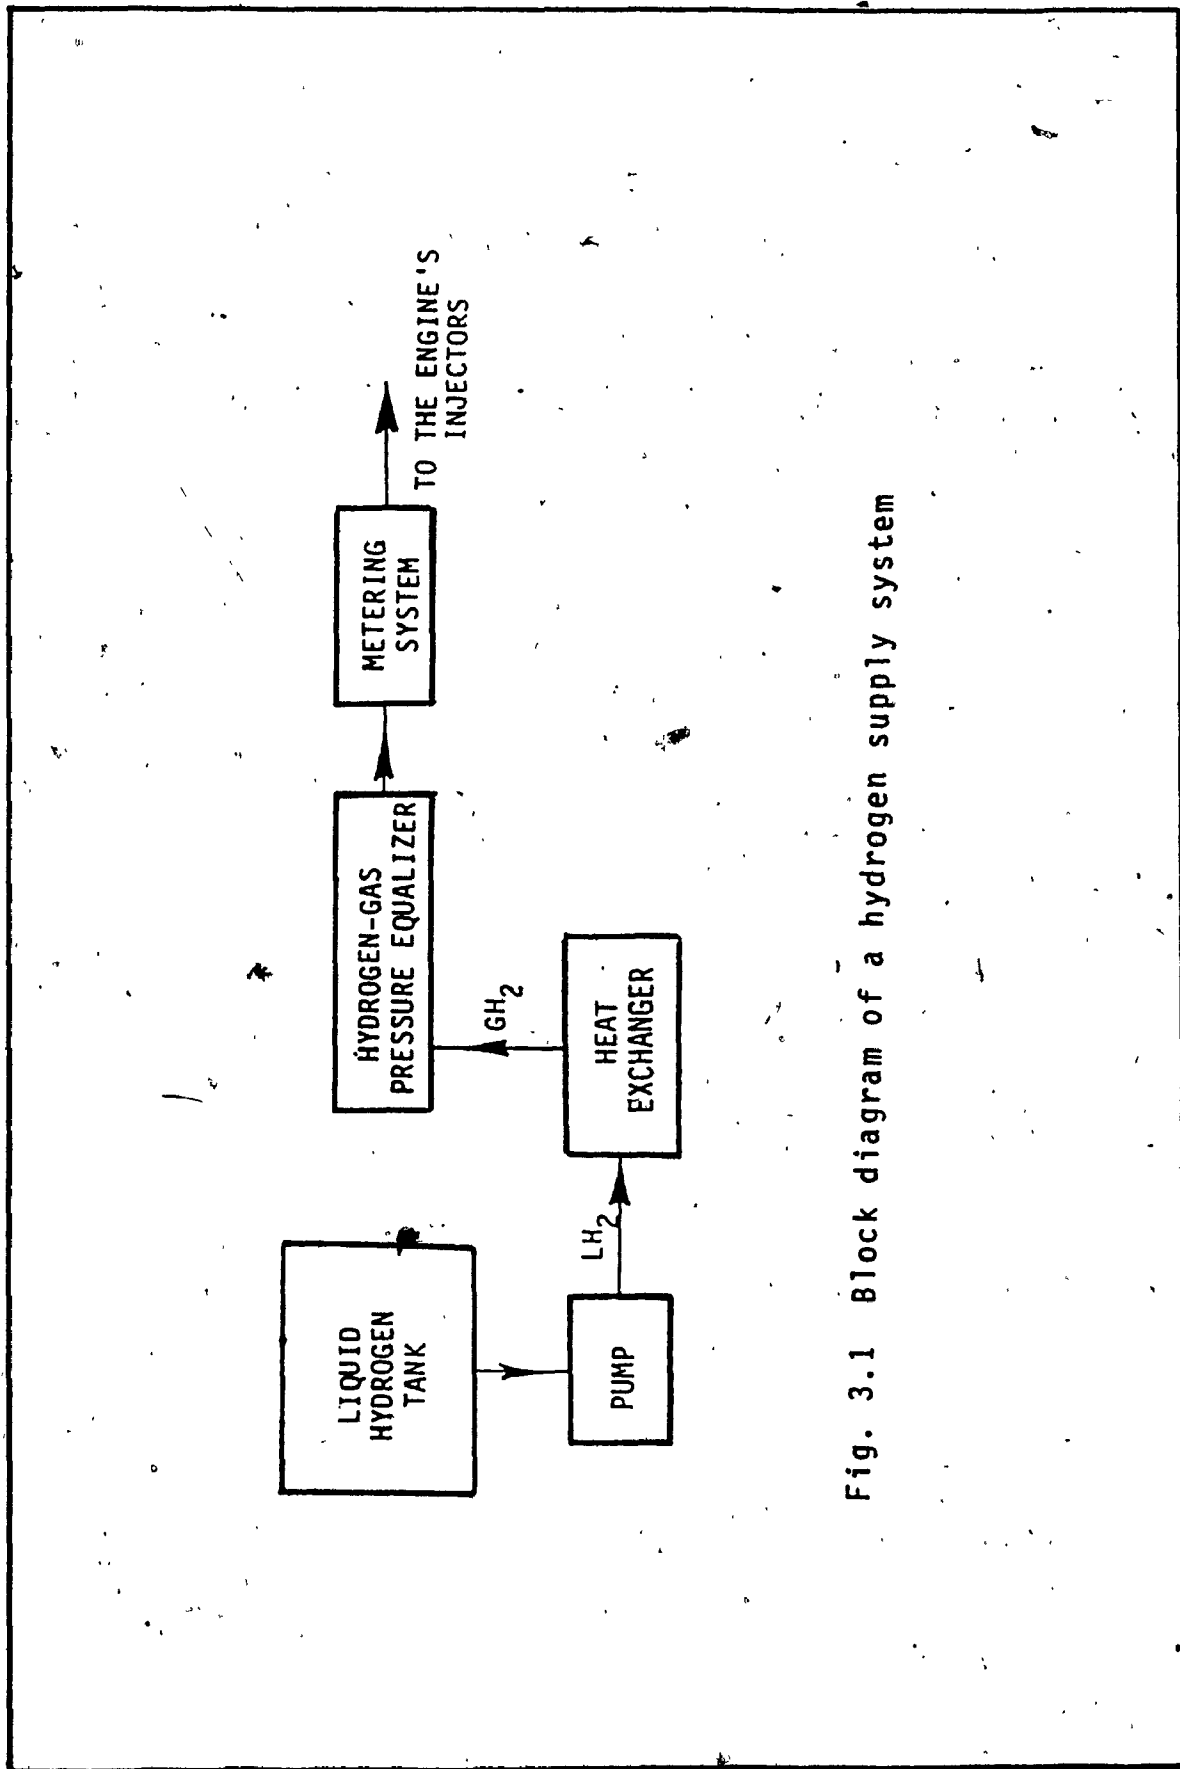 LIQUID
HYDROGEN
TANK
PUMP
LH₂
HEAT
EXCHANGER
GH₂
HYDROGEN-GAS
PRESSURE EQUALIZER
METERING
SYSTEM
TO THE ENGINE'S
INJECTORS
Fig. 3.1 Block diagram of a hydrogen supply system